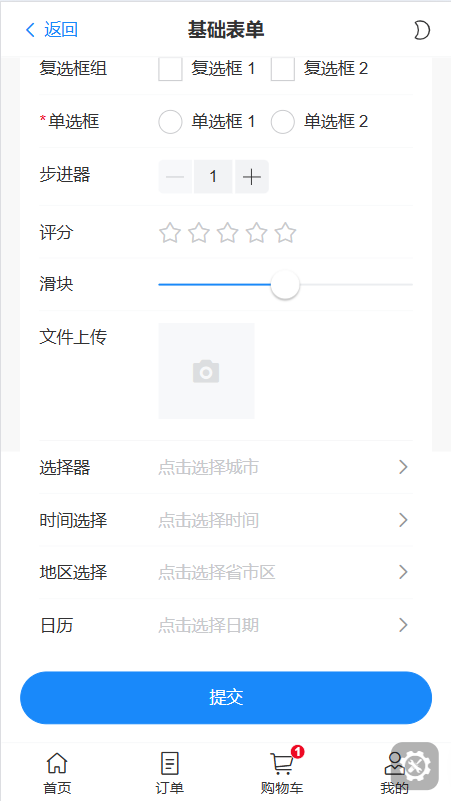 返回 基础表单
复选框组 复选框 1 复选框 2
*单选框 单选框 1 单选框 2
步进器 1
评分
滑块
文件上传
选择器 点击选择城市
时间选择 点击选择时间
地区选择 点击选择省市区
日历 点击选择日期
提交
1
首页 订单 购物车 我的